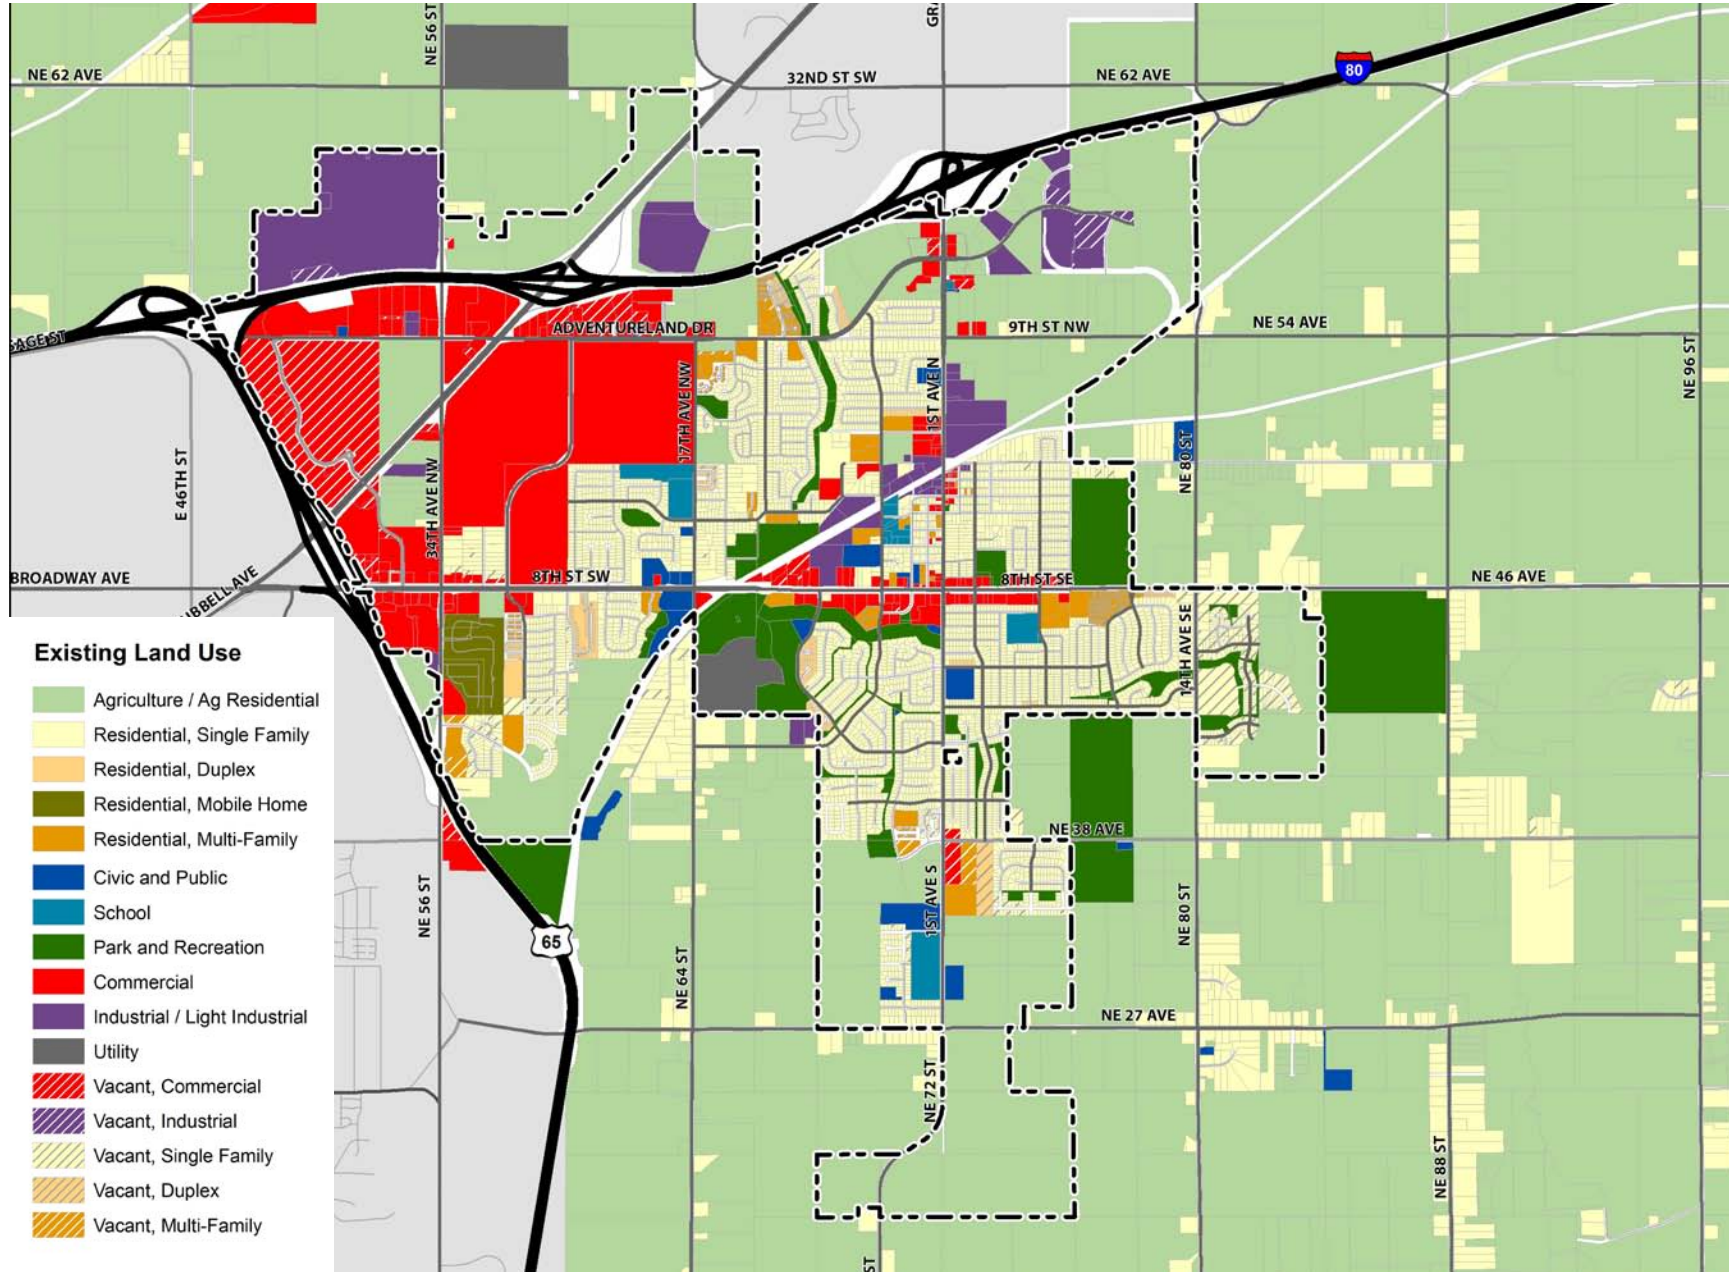 NE 56 ST
GRA
NE 62 AVE
32ND ST SW
NE 62 AVE
80
ADVENTURELAND DR
9TH ST NW
NE 54 AVE
SAGE ST
17TH AVE NW
1ST AVE N
NE 96 ST
E 46TH ST
34TH AVE NW
NE 80 ST
BROADWAY AVE
8TH ST SW
8TH ST SE
NE 46 AVE
UBBELL AVE
14TH AVE SE
Existing Land Use
Agriculture / Ag Residential
Residential, Single Family
Residential, Duplex
Residential, Mobile Home
Residential, Multi-Family
Civic and Public
School
Park and Recreation
Commercial
Industrial / Light Industrial
Utility
Vacant, Commercial
Vacant, Industrial
Vacant, Single Family
Vacant, Duplex
Vacant, Multi-Family
NE 38 AVE
NE 56 ST
1ST AVE S
NE 80 ST
65
NE 64 ST
NE 27 AVE
NE 72 ST
NE 88 ST
ST